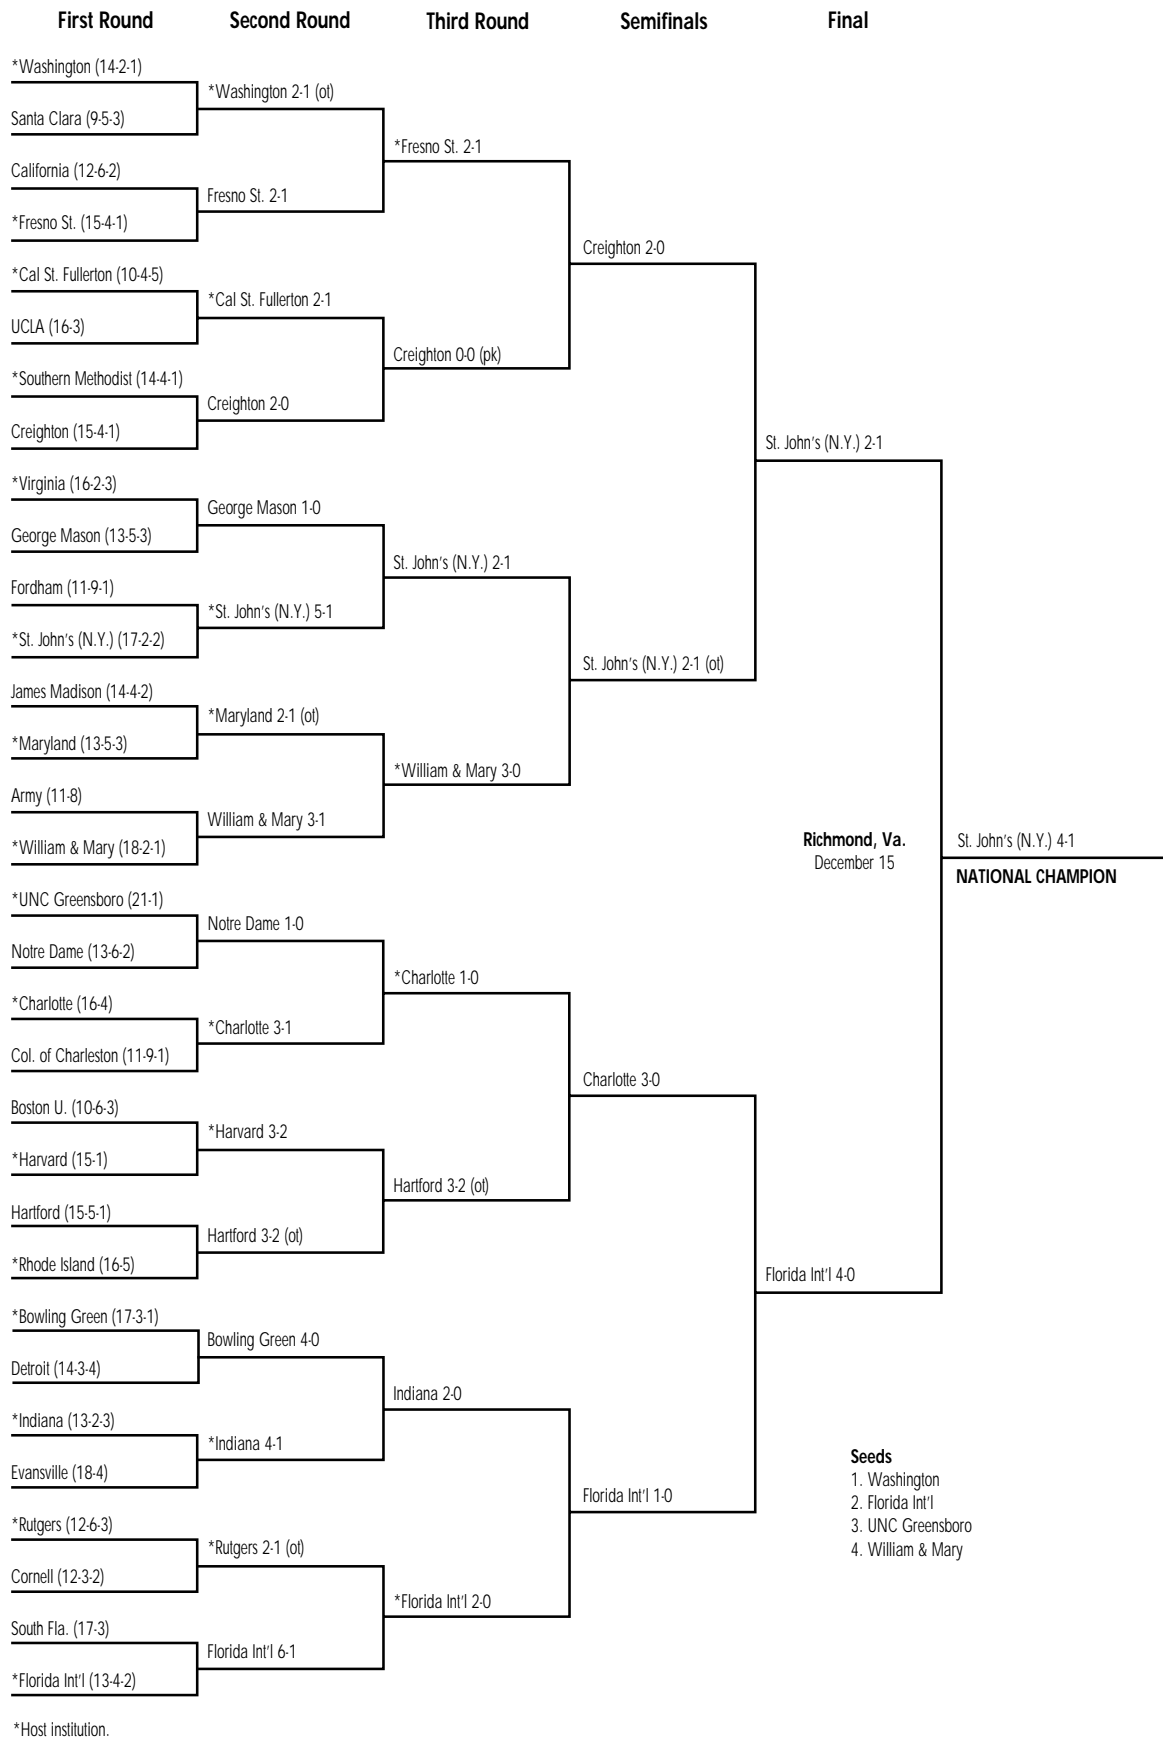 First Round
Second Round
Third Round
Semifinals
Final
*Washington (14-2-1)
Santa Clara (9-5-3)
California (12-6-2)
*Fresno St. (15-4-1)
*Cal St. Fullerton (10-4-5)
UCLA (16-3)
*Southern Methodist (14-4-1)
Creighton (15-4-1)
*Virginia (16-2-3)
George Mason (13-5-3)
Fordham (11-9-1)
*St. John's (N.Y.) (17-2-2)
James Madison (14-4-2)
*Maryland (13-5-3)
Army (11-8)
*William & Mary (18-2-1)
*UNC Greensboro (21-1)
Notre Dame (13-6-2)
*Charlotte (16-4)
Col. of Charleston (11-9-1)
Boston U. (10-6-3)
*Harvard (15-1)
Hartford (15-5-1)
*Rhode Island (16-5)
*Bowling Green (17-3-1)
Detroit (14-3-4)
*Indiana (13-2-3)
Evansville (18-4)
*Rutgers (12-6-3)
Cornell (12-3-2)
South Fla. (17-3)
*Florida Int'l (13-4-2)
*Washington 2-1 (ot)
Fresno St. 2-1
*Cal St. Fullerton 2-1
Creighton 2-0
George Mason 1-0
*St. John's (N.Y.) 5-1
*Maryland 2-1 (ot)
William & Mary 3-1
Notre Dame 1-0
*Charlotte 3-1
*Harvard 3-2
Hartford 3-2 (ot)
Bowling Green 4-0
*Indiana 4-1
*Rutgers 2-1 (ot)
Florida Int'l 6-1
*Fresno St. 2-1
Creighton 0-0 (pk)
St. John's (N.Y.) 2-1
*William & Mary 3-0
*Charlotte 1-0
Hartford 3-2 (ot)
Indiana 2-0
*Florida Int'l 2-0
Creighton 2-0
St. John's (N.Y.) 2-1 (ot)
Charlotte 3-0
Florida Int'l 1-0
St. John's (N.Y.) 2-1
Florida Int'l 4-0
Richmond, Va.
December 15
St. John's (N.Y.) 4-1
NATIONAL CHAMPION
Seeds
1. Washington
2. Florida Int'l
3. UNC Greensboro
4. William & Mary
*Host institution.